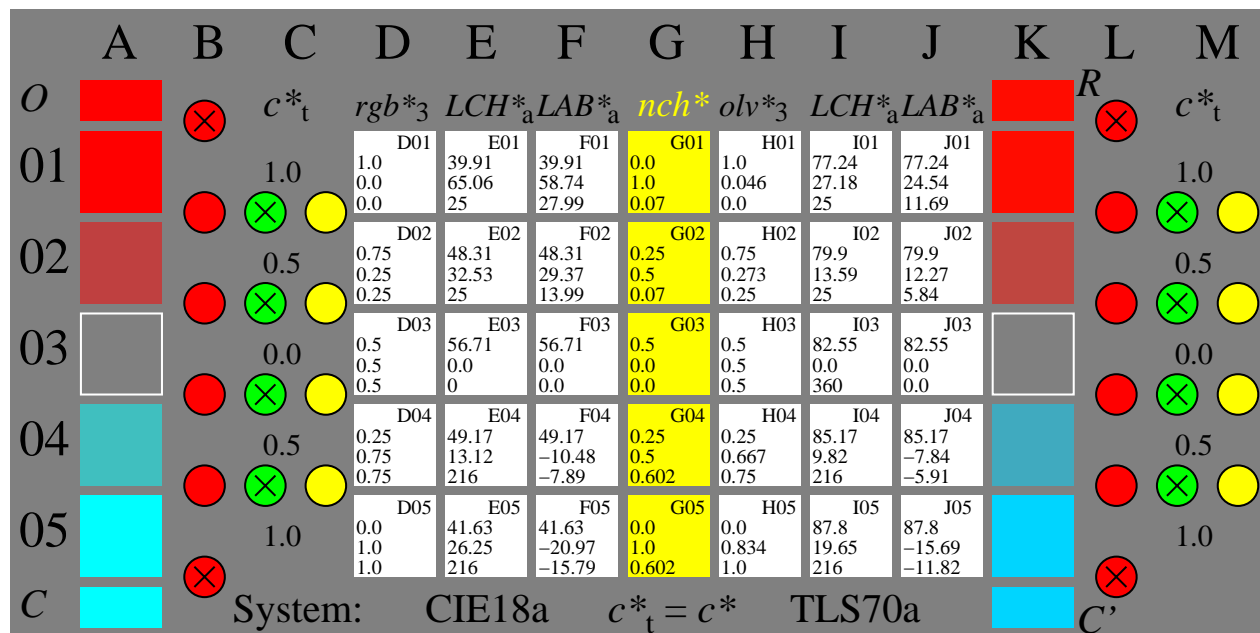 A B C D E F G H I J K L M
O c*t rgb*3 LCH*a LAB*a nch* olv*3 LCH*a LAB*a R c*t
01 1.0 1.0
D01 E01 F01 G01 H01 I01 J01
1.0 39.91 39.91 0.0 1.0 77.24 77.24
0.0 65.06 58.74 1.0 0.046 27.18 24.54
0.0 25 27.99 0.07 0.0 25 11.69
02 0.5 0.5
D02 E02 F02 G02 H02 I02 J02
0.75 48.31 48.31 0.25 0.75 79.9 79.9
0.25 32.53 29.37 0.5 0.273 13.59 12.27
0.25 25 13.99 0.07 0.25 25 5.84
03 0.0 0.0
D03 E03 F03 G03 H03 I03 J03
0.5 56.71 56.71 0.5 0.5 82.55 82.55
0.5 0.0 0.0 0.0 0.5 0.0 0.0
0.5 0 0.0 0.0 0.5 360 0.0
04 0.5 0.5
D04 E04 F04 G04 H04 I04 J04
0.25 49.17 49.17 0.25 0.25 85.17 85.17
0.75 13.12 −10.48 0.5 0.667 9.82 −7.84
0.75 216 −7.89 0.602 0.75 216 −5.91
05 1.0 1.0
D05 E05 F05 G05 H05 I05 J05
0.0 41.63 41.63 0.0 0.0 87.8 87.8
1.0 26.25 −20.97 1.0 0.834 19.65 −15.69
1.0 216 −15.79 0.602 1.0 216 −11.82
C System: CIE18a c*t = c* TLS70a C'